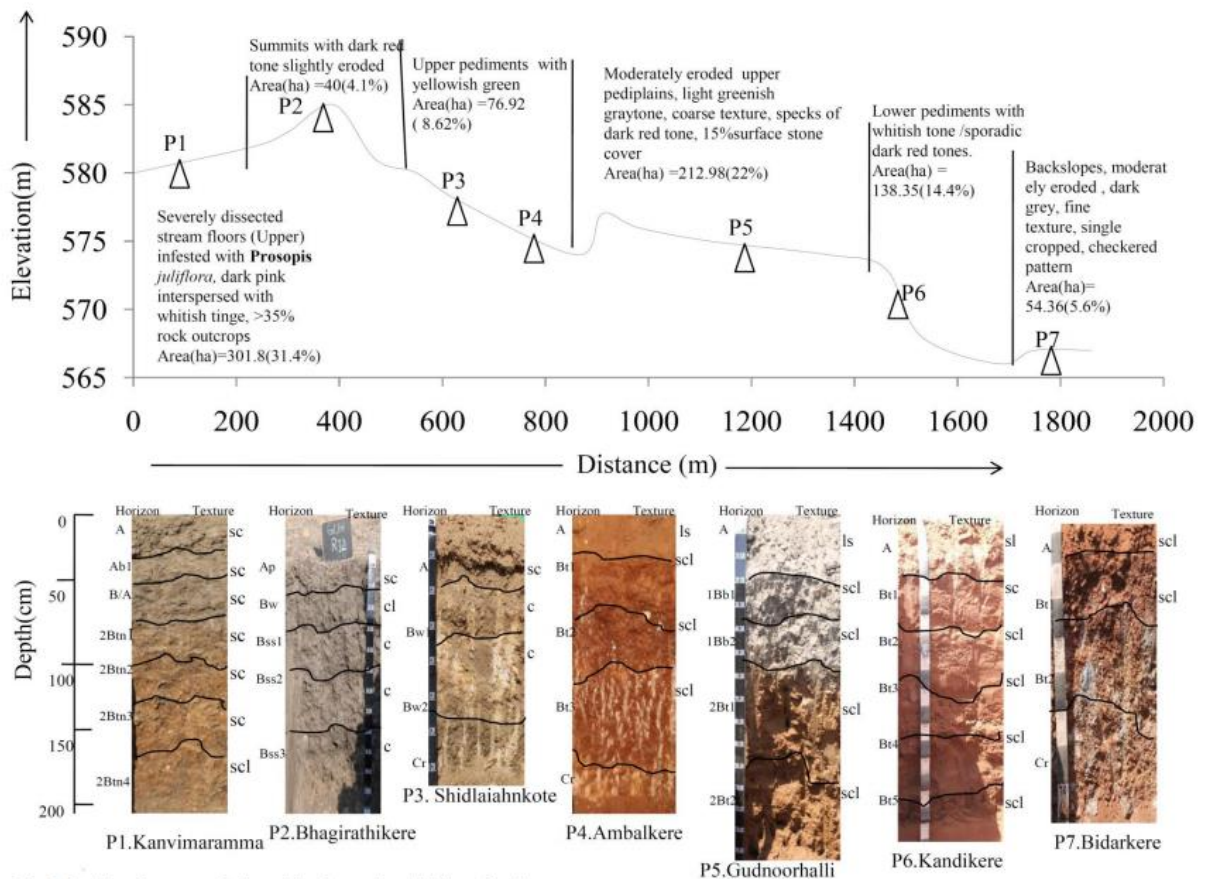 590
585
580
575
570
565
Elevation(m)
0
200
400
600
800
1000
1200
1400
1600
1800
2000
Distance (m)
P1
Severely dissected
stream floors (Upper)
infested with Prosopis
juliflora, dark pink
interspersed with
whitish tinge, >35%
rock outcrops
Area(ha)=301.8(31.4%)
Summits with dark red
tone slightly eroded
Area(ha) =40(4.1%)
P2
Upper pediments with
yellowish green
Area(ha) =76.92
( 8.62%)
P3
P4
Moderately eroded upper
pediplains, light greenish
graytone, coarse texture, specks of
dark red tone, 15%surface stone
cover
Area(ha) =212.98(22%)
P5
Lower pediments with
whitish tone /sporadic
dark red tones.
Area(ha) =
138.35(14.4%)
P6
Backslopes, moderat
ely eroded , dark
grey, fine
texture, single
cropped, checkered
pattern
Area(ha)=
54.36(5.6%)
P7
Depth(cm)
0
50
100
150
200
Horizon Texture
A sc
Ab1 sc
B/A sc
2Btn1 sc
2Btn2 sc
2Btn3 sc
2Btn4 scl
P1.Kanvimaramma
Horizon Texture
Ap sc
Bw cl
Bss1 c
Bss2 c
Bss3 c
P2.Bhagirathikere
Horizon Texture
A sc
c
Bw c
Bw2
Cr
P3. Shidlaiahnkote
Horizon Texture
A ls
Bt1 scl
Bt2 scl
Bt3 scl
Cr
P4.Ambalkere
Horizon Texture
A ls
1Bb1 scl
1Bb2 scl
2Bt1 scl
2Bt2 scl
P5.Gudnoorhalli
Horizon Texture
A sl
Bt1 scl
Bt2 scl
Bt3 scl
Bt4 scl
Bt5 scl
P6.Kandikere
Horizon Texture
A scl
Bt1 scl
Bt2
Cr
P7.Bidarkere